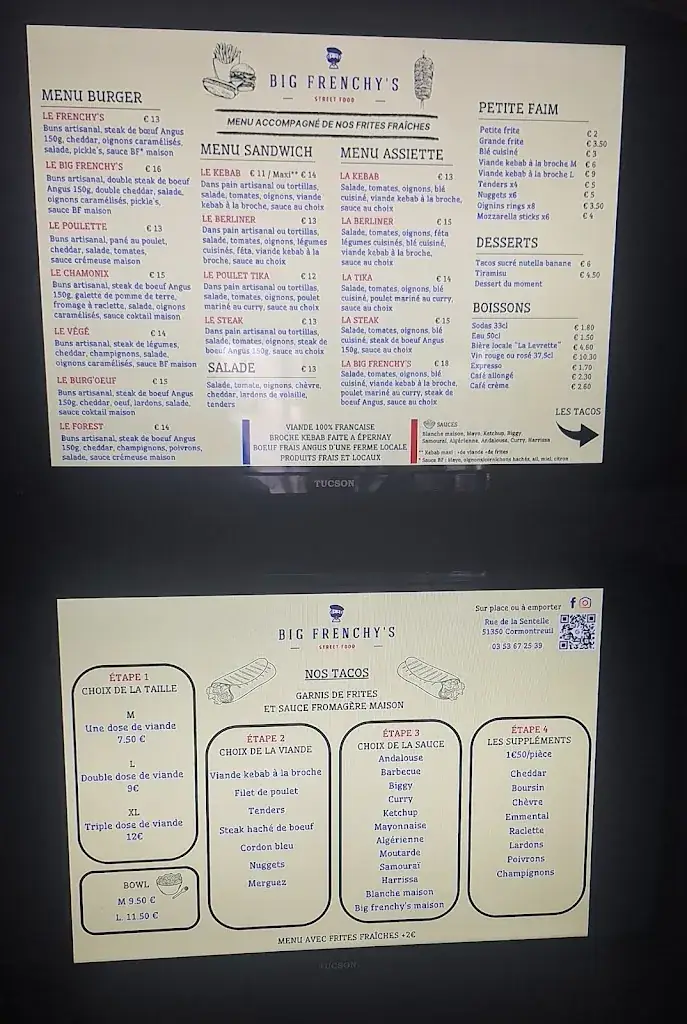 BIG FRENCHY'S
STREET FOOD
MENU ACCOMPAGNÉ DE NOS FRITES FRAÎCHES
MENU BURGER
LE FRENCHY'S € 13
Buns artisanal, steak de bœuf Angus
150g, cheddar, oignons caramélisés,
salade, pickle's, sauce BF* maison
LE BIG FRENCHY'S € 16
Buns artisanal, double steak de boeuf
Angus 150g, double cheddar, salade,
oignons caramélisés, pickle's,
sauce BF maison
LE POULETTE € 13
Buns artisanal, pané au poulet,
cheddar, salade, tomates,
sauce crémeuse maison
LE CHAMONIX € 15
Buns artisanal, steak de boeuf Angus
150g, galette de pomme de terre,
fromage à raclette, salade, oignons
caramélisés, sauce coktail maison
LE VÉGÉ € 14
Buns artisanal, steak de légumes,
cheddar, champignons, salade,
oignons caramélisés, sauce BF maison
LE BURG'OEUF € 15
Buns artisanal, steak de boeuf Angus
150g, cheddar, oeuf, lardons, salade,
sauce coktail maison
LE FOREST € 14
Buns artisanal, steak de boeuf Angus
150g, cheddar, champignons, poivrons,
salade, sauce crémeuse maison
MENU SANDWICH
LE KEBAB € 11 / Maxi** € 14
Dans pain artisanal ou tortillas,
salade, tomates, oignons, viande
kebab à la broche, sauce au choix
LE BERLINER € 13
Dans pain artisanal ou tortillas,
salade, tomates, oignons, légumes
cuisinés, féta, viande kebab à la
broche, sauce au choix
LE POULET TIKA € 12
Dans pain artisanal ou tortillas,
salade, tomates, oignons, poulet
mariné au curry, sauce au choix
LE STEAK € 13
Dans pain artisanal ou tortillas,
salade, tomates, oignons, steak de
boeuf Angus 150g, sauce au choix
SALADE € 13
Salade, tomate, oignons, chèvre,
cheddar, lardons de volaille,
tenders
MENU ASSIETTE
LA KEBAB € 13
Salade, tomates, oignons, blé
cuisiné, viande kebab à la broche,
sauce au choix
LA BERLINER € 15
Salade, tomates, oignons, féta
légumes cuisinés, blé cuisiné,
viande kebab à la broche,
sauce au choix
LA TIKA € 14
Salade, tomates, oignons, blé
cuisiné, poulet mariné au curry,
sauce au choix
LA STEAK € 15
Salade, tomates, oignons, blé
cuisiné, steak de boeuf Angus
150g, sauce au choix
LA BIG FRENCHY'S € 18
Salade, tomates, oignons, blé
cuisiné, viande kebab à la broche,
poulet mariné au curry, steak de
boeuf Angus, sauce au choix
PETITE FAIM
Petite frite € 2
Grande frite € 3.50
Blé cuisiné € 3
Viande kebab à la broche M € 6
Viande kebab à la broche L € 9
Tenders x4 € 5
Nuggets x6 € 5
Oignins rings x8 € 3.50
Mozzarella sticks x6 € 4
DESSERTS
Tacos sucré nutella banane € 6
Tiramisu € 4.50
Dessert du moment
BOISSONS
Sodas 33cl € 1.80
Eau 50cl € 1.50
Bière locale "La Levrette" € 4.60
Vin rouge ou rosé 37,5cl € 10.30
Expresso € 1.70
Café allongé € 2.30
Café crème € 2.60
LES TACOS
VIANDE 100% FRANCAISE
BROCHE KEBAB FAITE A ÉPERNAY
BOEUF FRAIS ANGUS D'UNE FERME LOCALE
PRODUITS FRAIS ET LOCAUX
SAUCES
Blanche maison, Mayo, Ketchup, Biggy
Samouraï, Algérienne, Andalouse, Curry, Harrissa
** Kebab maxi : +de viande +de frites
* Sauce BF : Mayo, oignons/cornichons hachés, ail, miel, citron
TUCSON
BIG FRENCHY'S
STREET FOOD
Sur place ou à emporter
Rue de la Sentelle
51350 Cormontreuil
03 53 67 25 39
NOS TACOS
GARNIS DE FRITES
ET SAUCE FROMAGÈRE MAISON
ÉTAPE 1
CHOIX DE LA TAILLE
M
Une dose de viande
7.50 €
L
Double dose de viande
9€
XL
Triple dose de viande
12€
BOWL
M 9.50 €
L 11.50 €
ÉTAPE 2
CHOIX DE LA VIANDE
Viande kebab à la broche
Filet de poulet
Tenders
Steak haché de boeuf
Cordon bleu
Nuggets
Merguez
ÉTAPE 3
CHOIX DE LA SAUCE
Andalouse
Barbecue
Biggy
Curry
Ketchup
Mayonnaise
Algérienne
Moutarde
Samouraï
Harrissa
Blanche maison
Big frenchy's maison
ÉTAPE 4
LES SUPPLÉMENTS
1€50/pièce
Cheddar
Boursin
Chèvre
Emmental
Raclette
Lardons
Poivrons
Champignons
MENU AVEC FRITES FRAÎCHES +2€
TUCSON